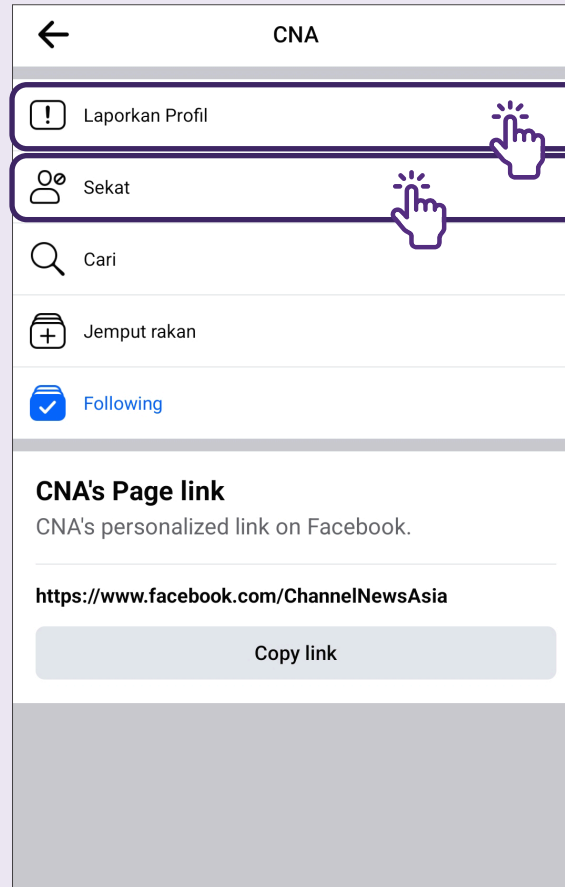 CNA
Laporkan Profil
Sekat
Cari
Jemput rakan
Following
CNA's Page link
CNA's personalized link on Facebook.
https://www.facebook.com/ChannelNewsAsia
Copy link